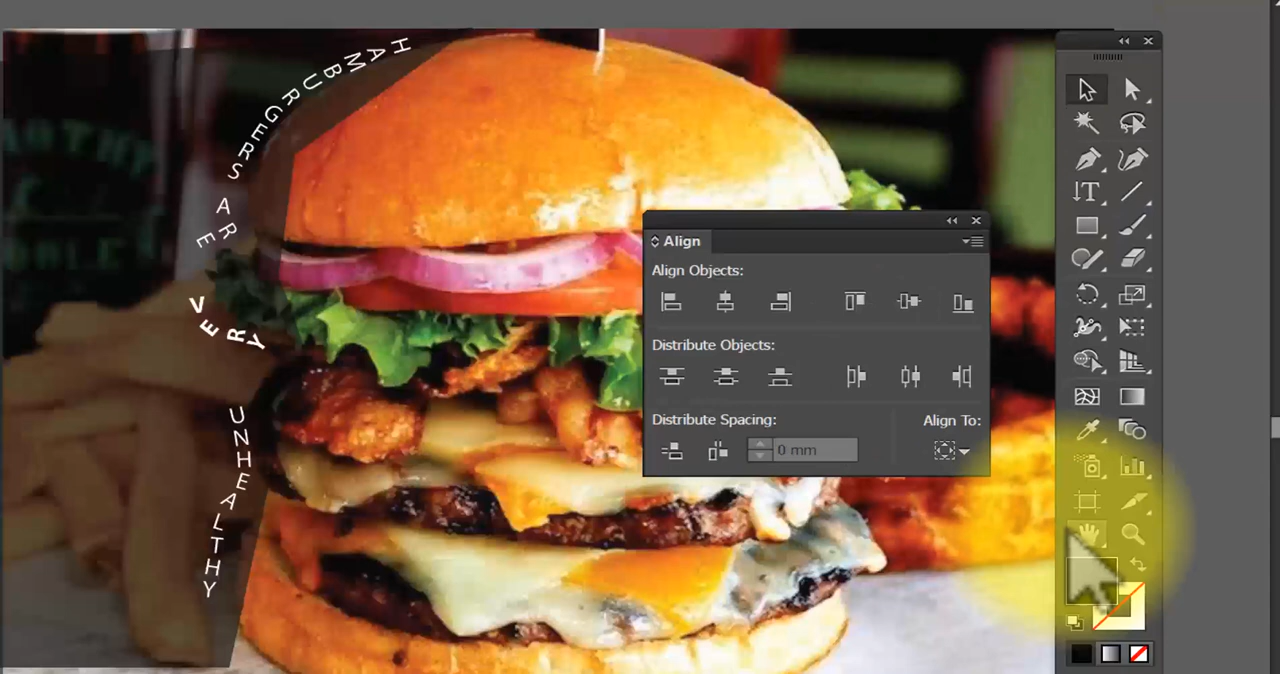 HAMBURGERS ARE VERY UNHEALTHY
Align
Align Objects:
Distribute Objects:
Distribute Spacing:
Align To:
0 mm